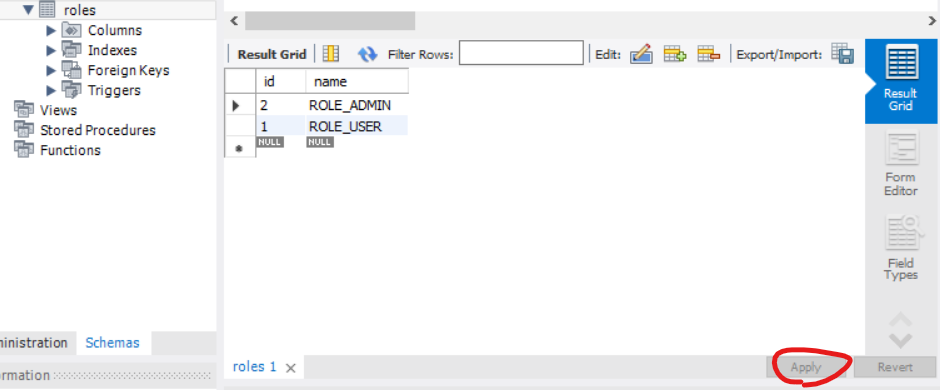 roles
Columns
Indexes
Foreign Keys
Triggers
Views
Stored Procedures
Functions
ministration Schemas
ormation
Result Grid Filter Rows: Edit: Export/Import:
id name
2 ROLE_ADMIN
1 ROLE_USER
NULL NULL
Result
Grid
Form
Editor
Field
Types
roles 1
Apply Revert